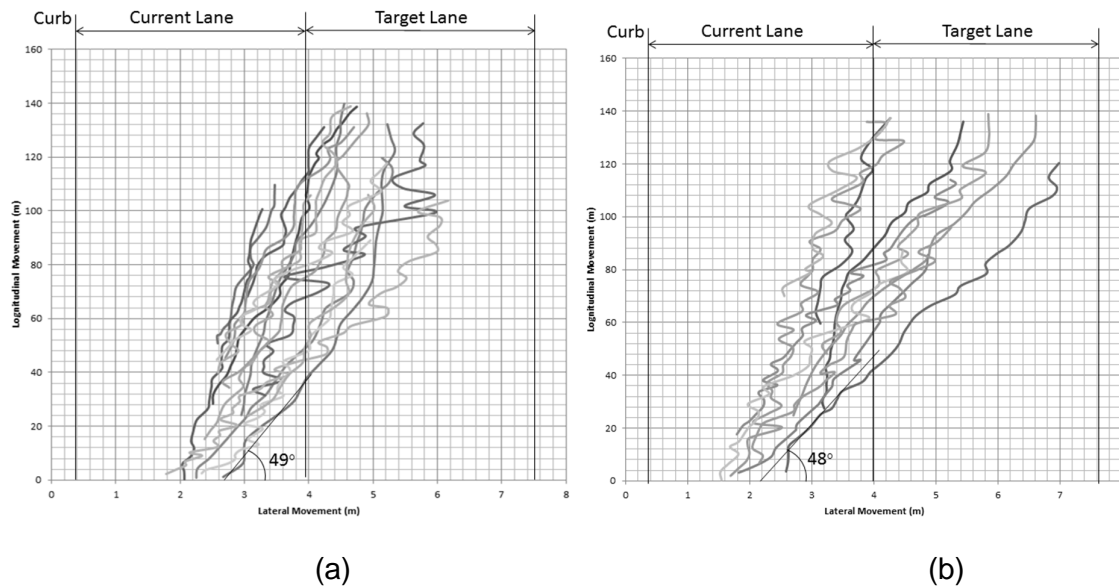 Curb Current Lane Target Lane
160
140
120
100
80
60
40
20
0
Lognitudinal Movement (m)
49°
0 1 2 3 4 5 6 7 8
Lateral Movement (m)
(a)
Curb Current Lane Target Lane
160
140
120
100
80
60
40
20
0
Lognitudinal Movement (m)
48°
0 1 2 3 4 5 6 7
Lateral Movement (m)
(b)